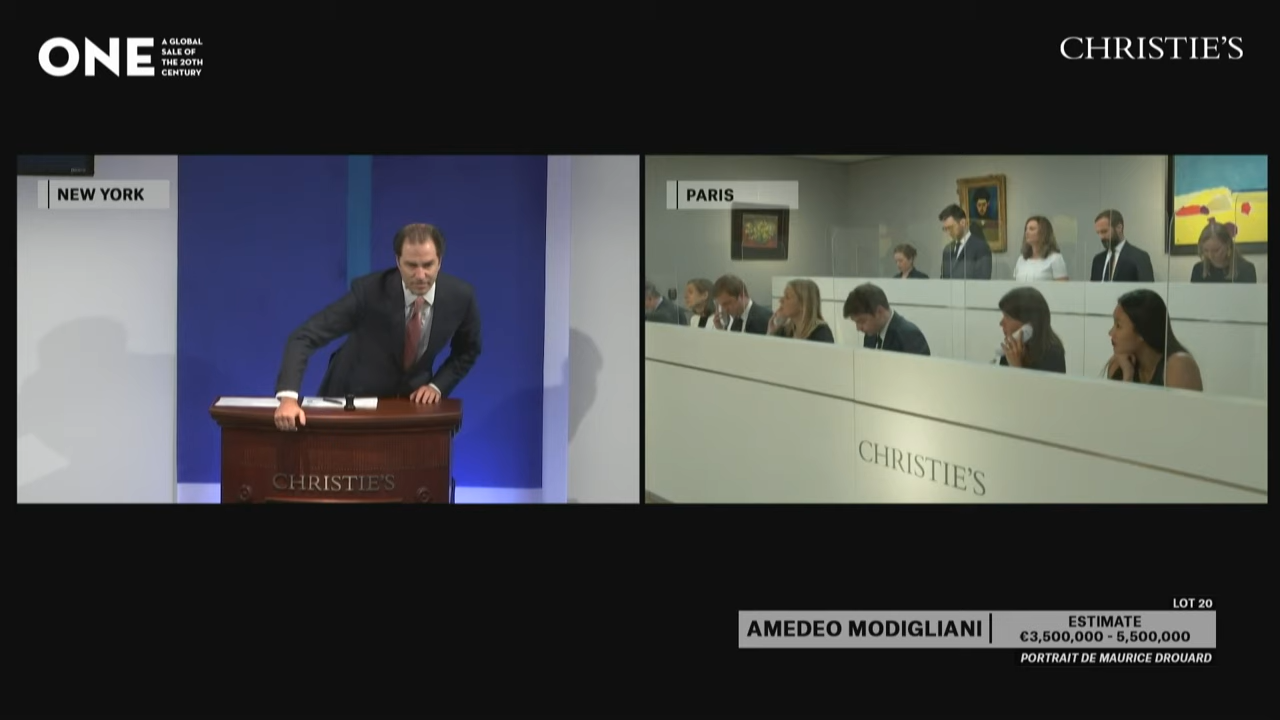 ONE
A GLOBAL
SALE OF
THE 20TH
CENTURY
CHRISTIE'S
NEW YORK
PARIS
CHRISTIE'S
CHRISTIE'S
LOT 20
AMEDEO MODIGLIANI
ESTIMATE
€3,500,000 - 5,500,000
PORTRAIT DE MAURICE DROUARD